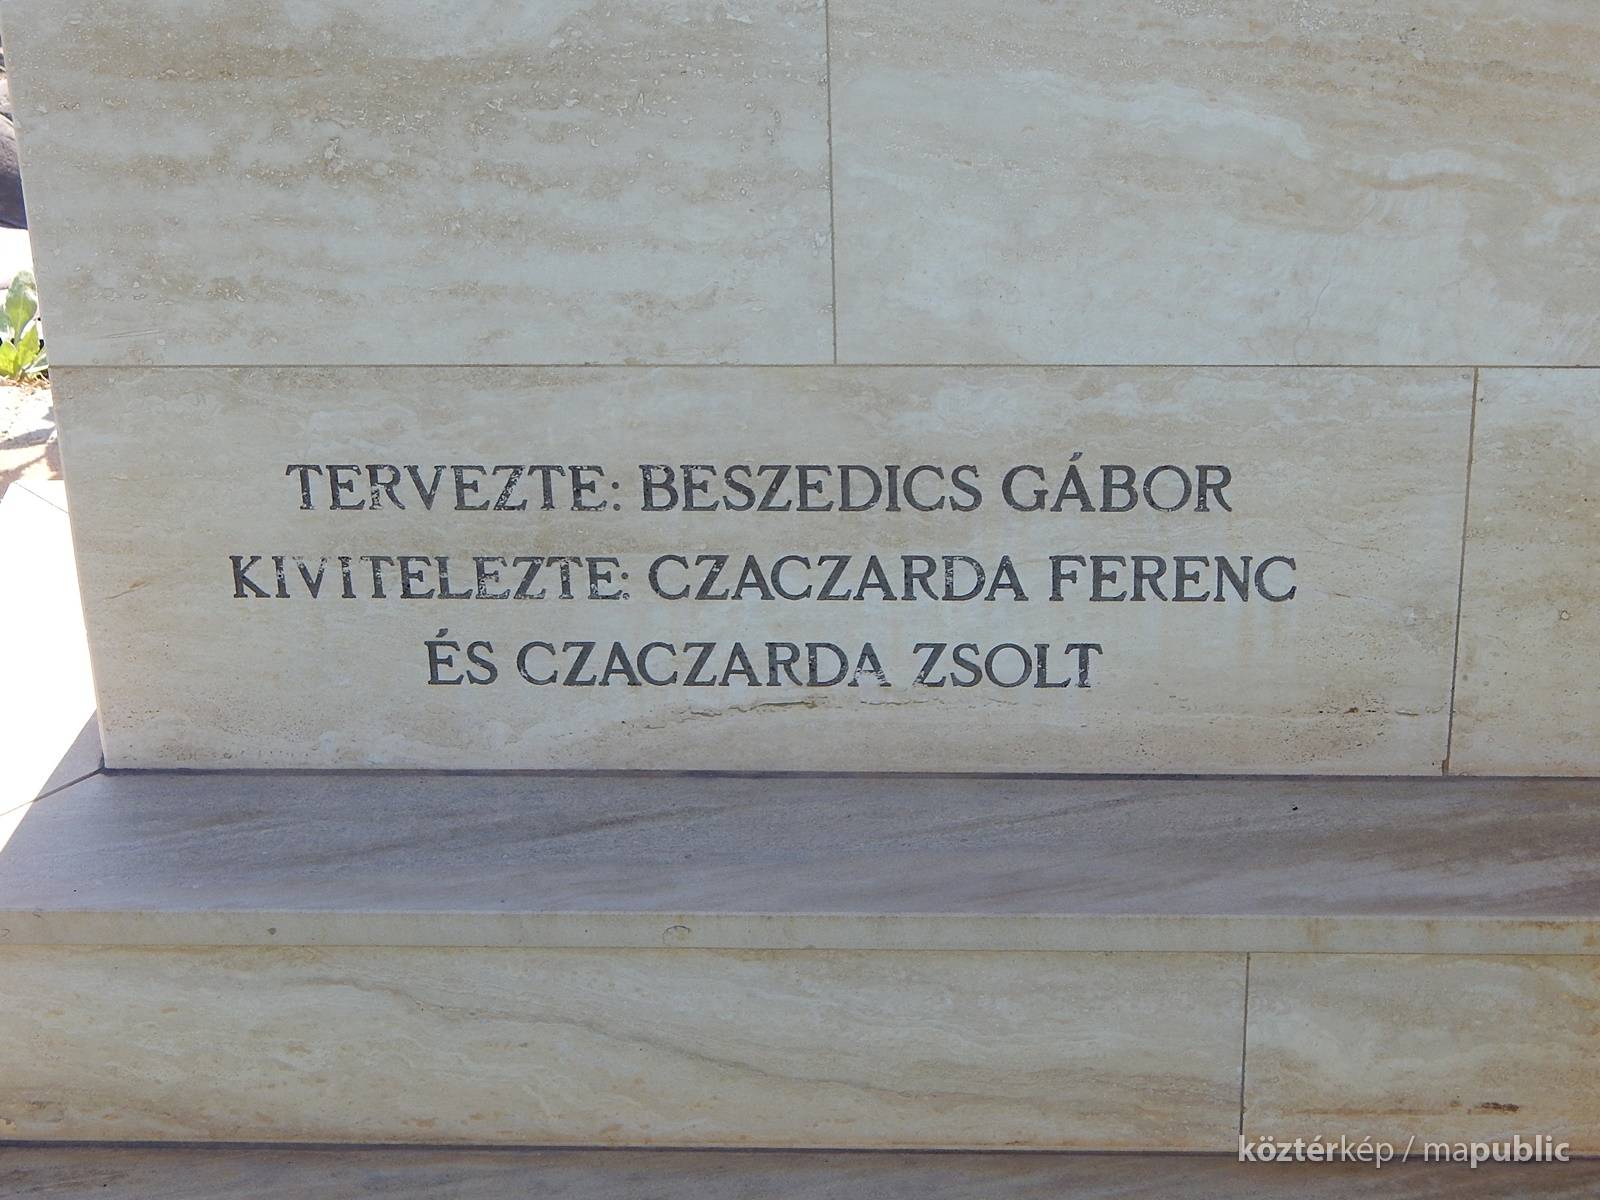 TERVEZTE: BESZEDICS GÁBOR
KIVITELEZTE: CZACZARDA FERENC
ÉS CZACZARDA ZSOLT
köztérkép / mapublic